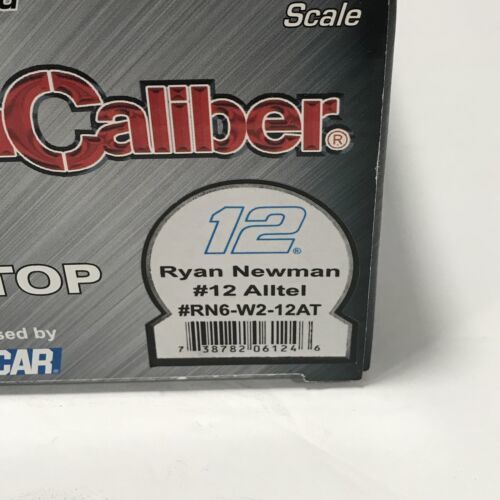 Scale
Caliber®
12®
TOP
Ryan Newman
#12 Alltel
#RN6-W2-12AT
sed by
CAR
7 38782 06124 6